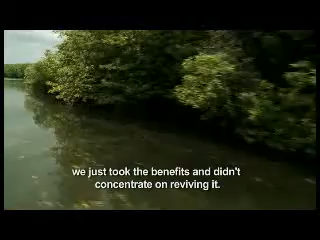 we just took the benefits and didn't
concentrate on reviving it.